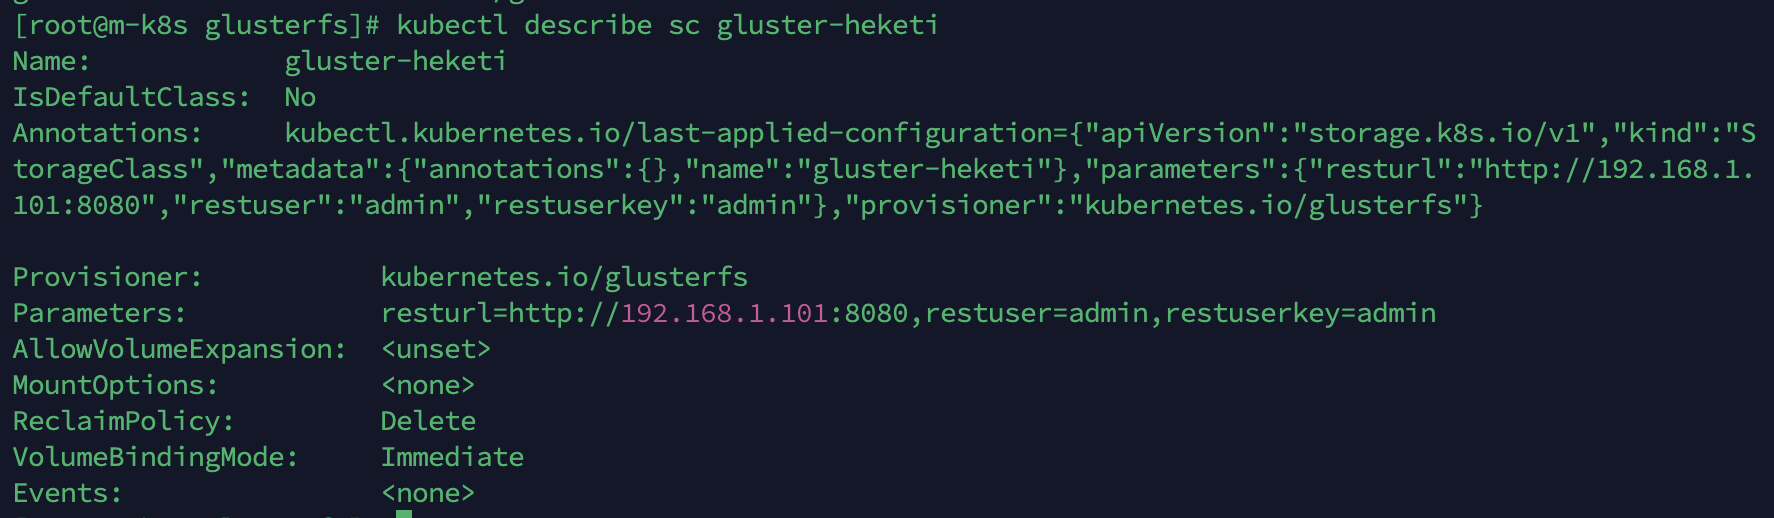 [root@m-k8s glusterfs]# kubectl describe sc gluster-heketi
Name:            gluster-heketi
IsDefaultClass:  No
Annotations:     kubectl.kubernetes.io/last-applied-configuration={"apiVersion":"storage.k8s.io/v1","kind":"S
torageClass","metadata":{"annotations":{},"name":"gluster-heketi"},"parameters":{"resturl":"http://192.168.1.
101:8080","restuser":"admin","restuserkey":"admin"},"provisioner":"kubernetes.io/glusterfs"}
Provisioner:           kubernetes.io/glusterfs
Parameters:            resturl=http://192.168.1.101:8080,restuser=admin,restuserkey=admin
AllowVolumeExpansion:  <unset>
MountOptions:          <none>
ReclaimPolicy:         Delete
VolumeBindingMode:     Immediate
Events:                <none>